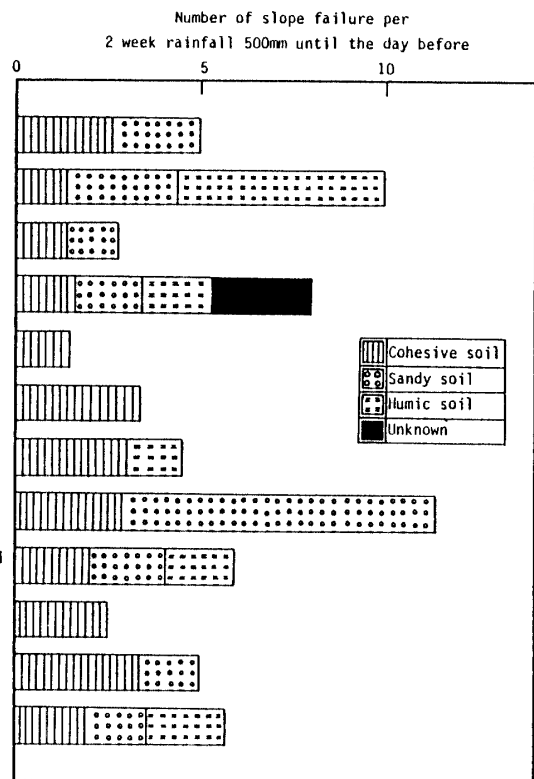 Number of slope failure per
2 week rainfall 500mm until the day before
0 5 10
Cohesive soil
Sandy soil
Humic soil
Unknown